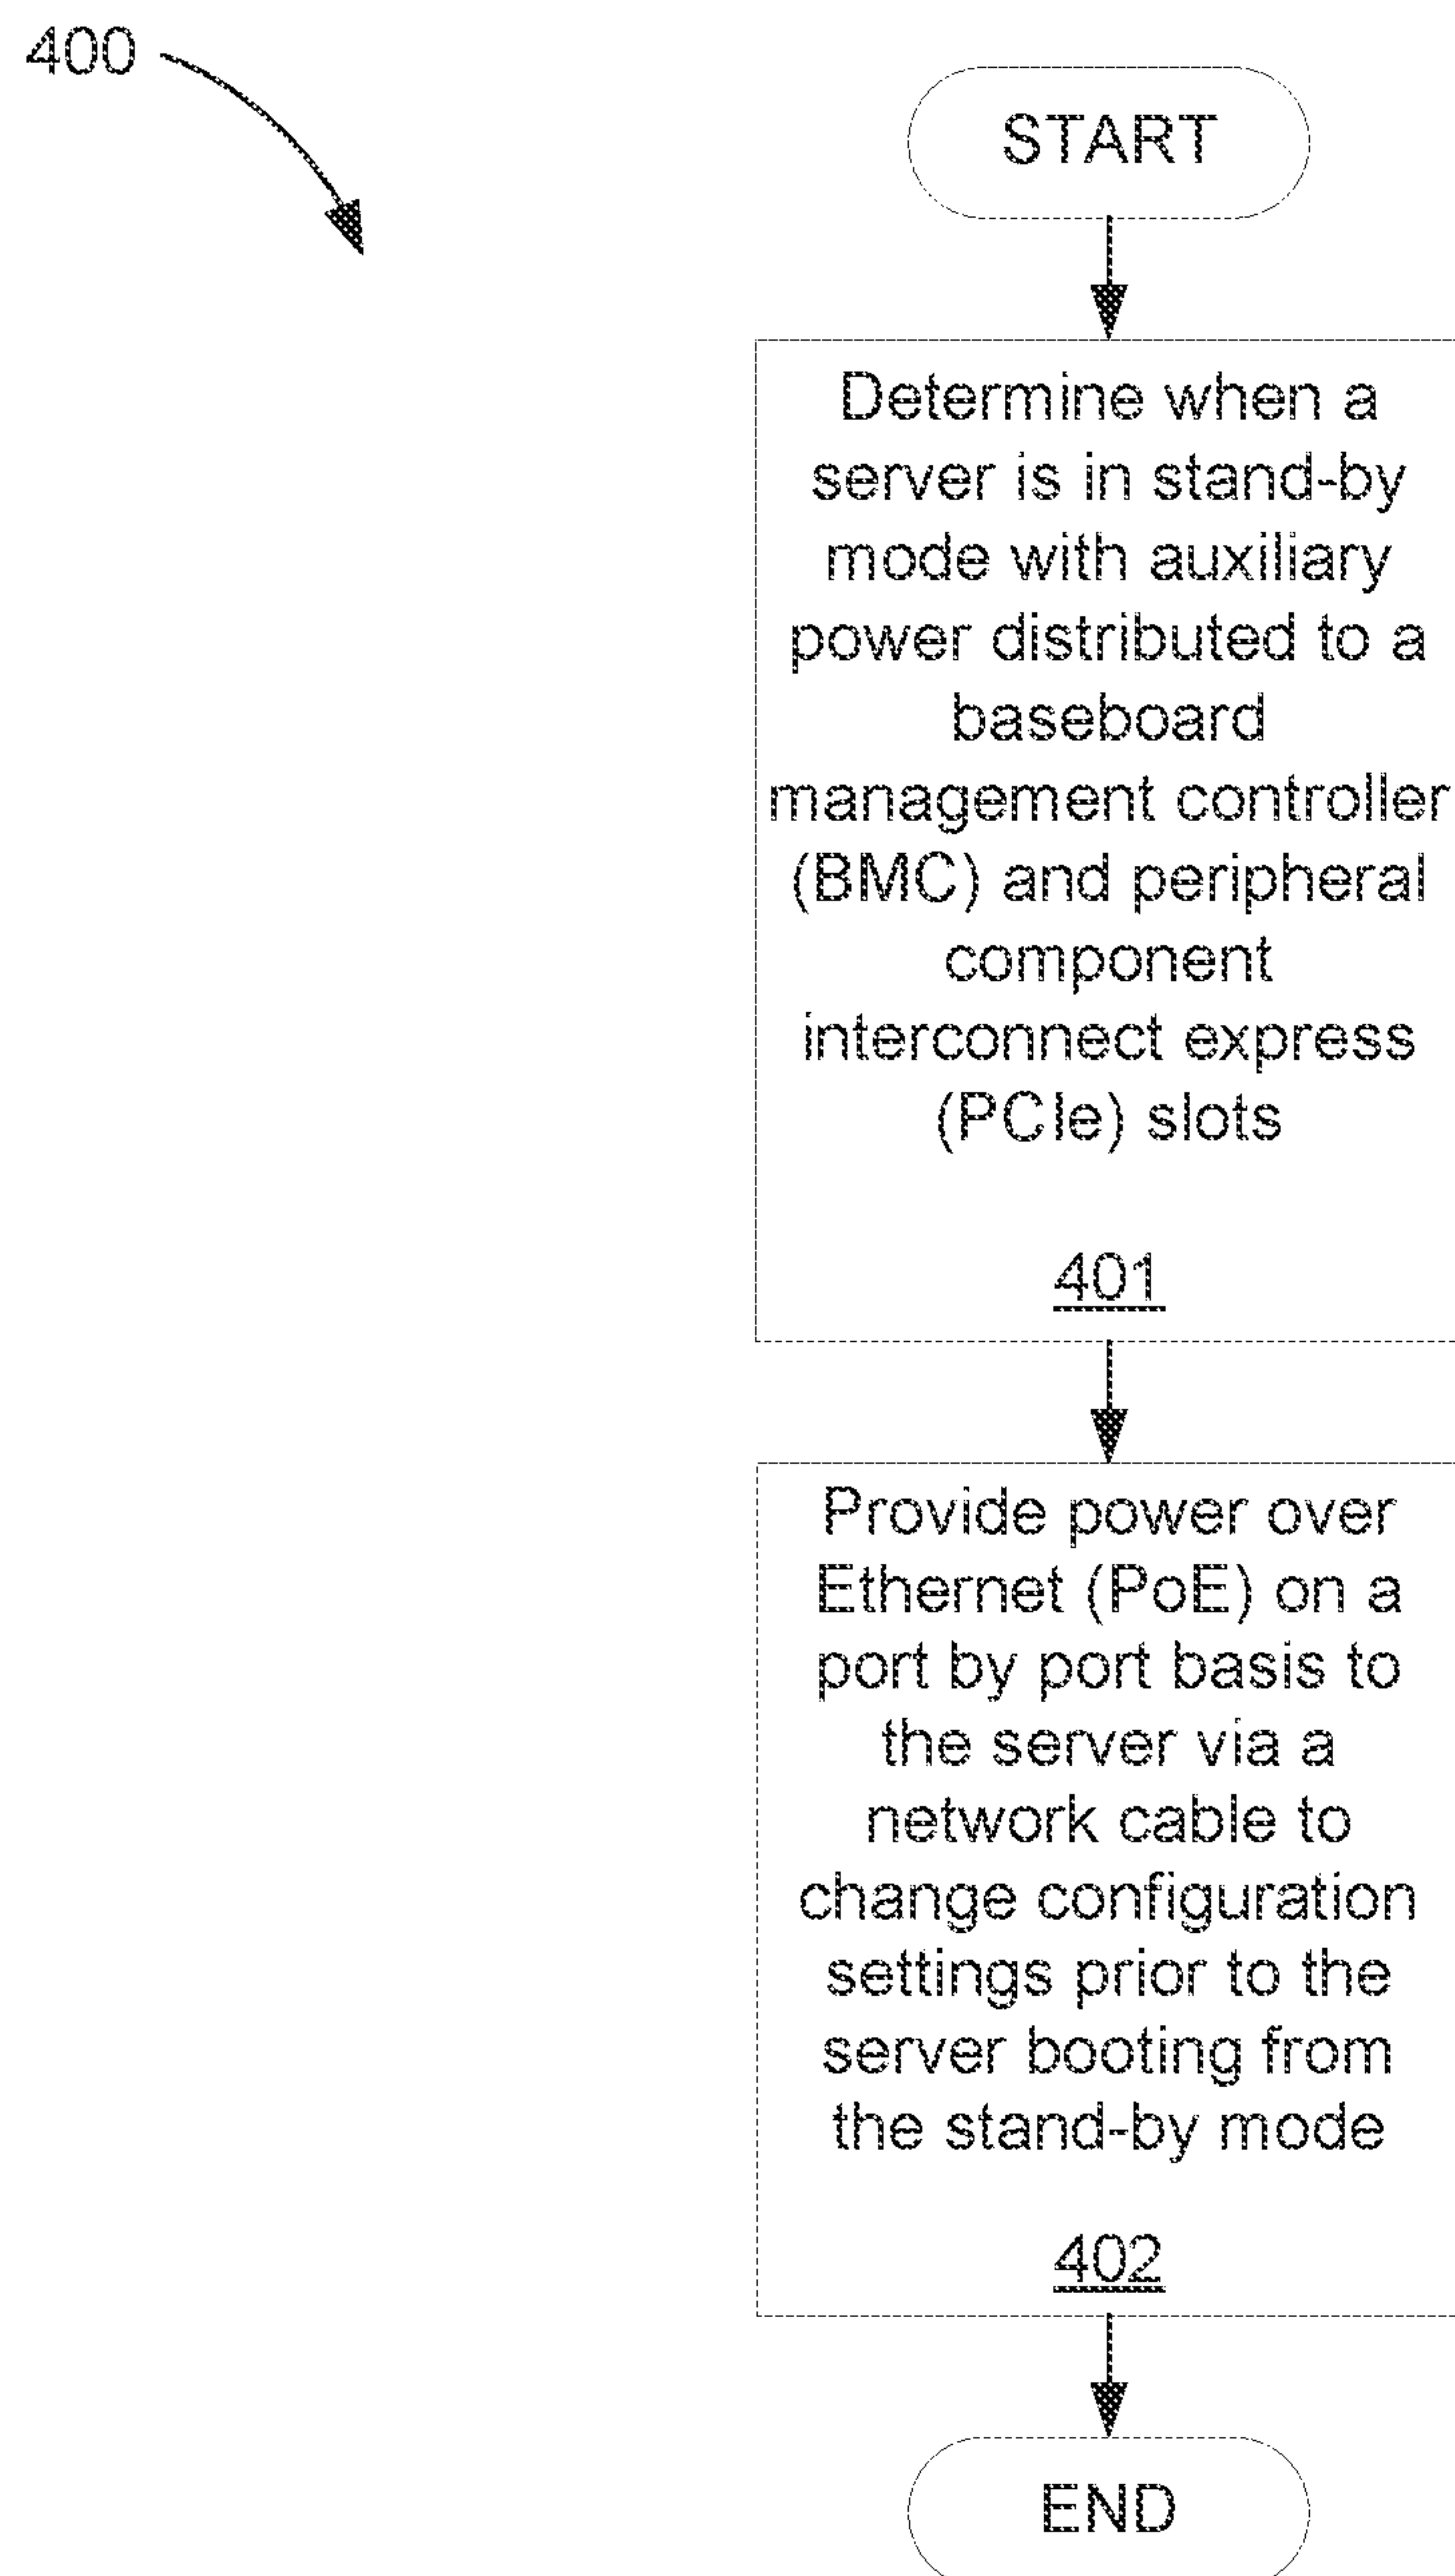 400
START
Determine when a
server is in stand-by
mode with auxiliary
power distributed to a
baseboard
management controller
(BMC) and peripheral
component
interconnect express
(PCIe) slots
401
Provide power over
Ethernet (PoE) on a
port by port basis to
the server via a
network cable to
change configuration
settings prior to the
server booting from
the stand-by mode
402
END